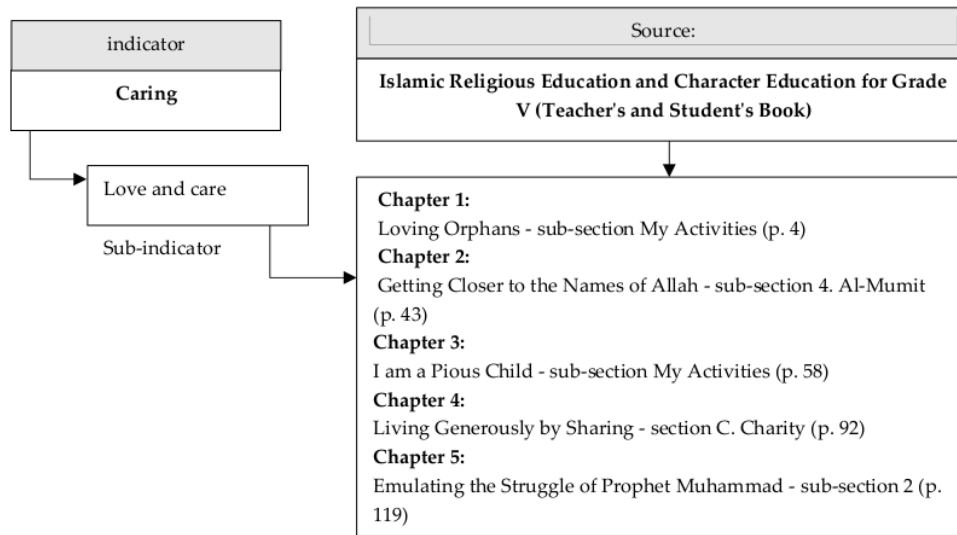 indicator
Caring
Love and care
Sub-indicator
Source:
Islamic Religious Education and Character Education for Grade
V (Teacher's and Student's Book)
Chapter 1:
Loving Orphans - sub-section My Activities (p. 4)
Chapter 2:
Getting Closer to the Names of Allah - sub-section 4. Al-Mumit
(p. 43)
Chapter 3:
I am a Pious Child - sub-section My Activities (p. 58)
Chapter 4:
Living Generously by Sharing - section C. Charity (p. 92)
Chapter 5:
Emulating the Struggle of Prophet Muhammad - sub-section 2 (p.
119)